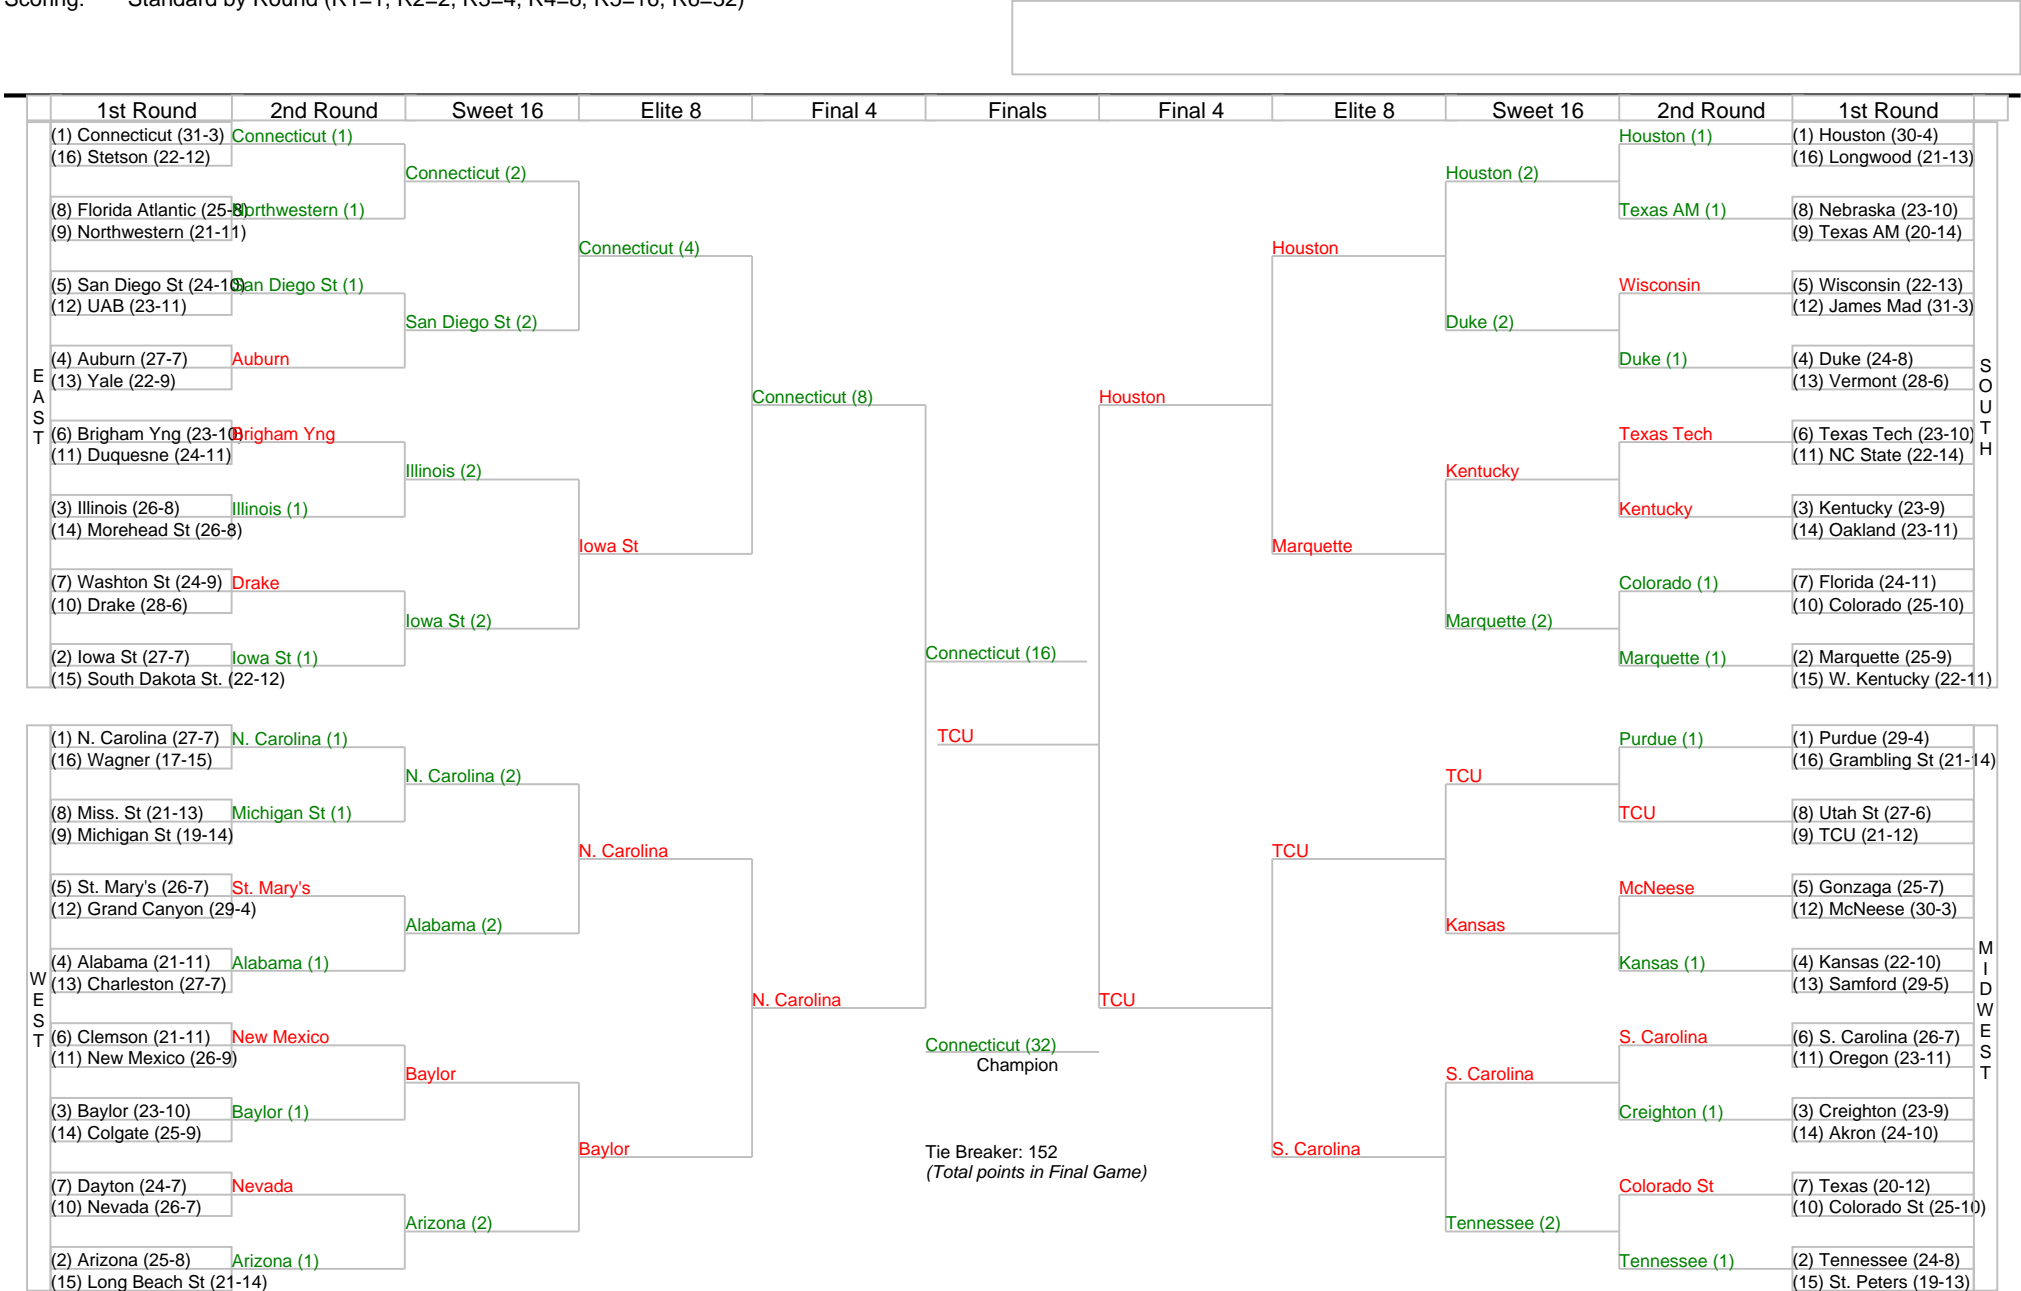 Scoring: Standard by Round (R1=1, R2=2, R3=4, R4=8, R5=16, R6=32)
1st Round 2nd Round Sweet 16 Elite 8 Final 4 Finals Final 4 Elite 8 Sweet 16 2nd Round 1st Round
EAST
(1) Connecticut (31-3)
(16) Stetson (22-12)
(8) Florida Atlantic (25-8)
(9) Northwestern (21-11)
(5) San Diego St (24-10)
(12) UAB (23-11)
(4) Auburn (27-7)
(13) Yale (22-9)
(6) Brigham Yng (23-10)
(11) Duquesne (24-11)
(3) Illinois (26-8)
(14) Morehead St (26-8)
(7) Washton St (24-9)
(10) Drake (28-6)
(2) Iowa St (27-7)
(15) South Dakota St. (22-12)
Connecticut (1)
Northwestern (1)
San Diego St (1)
Auburn
Brigham Yng
Illinois (1)
Drake
Iowa St (1)
Connecticut (2)
San Diego St (2)
Illinois (2)
Iowa St (2)
Connecticut (4)
Iowa St
Connecticut (8)
WEST
(1) N. Carolina (27-7)
(16) Wagner (17-15)
(8) Miss. St (21-13)
(9) Michigan St (19-14)
(5) St. Mary's (26-7)
(12) Grand Canyon (29-4)
(4) Alabama (21-11)
(13) Charleston (27-7)
(6) Clemson (21-11)
(11) New Mexico (26-9)
(3) Baylor (23-10)
(14) Colgate (25-9)
(7) Dayton (24-7)
(10) Nevada (26-7)
(2) Arizona (25-8)
(15) Long Beach St (21-14)
N. Carolina (1)
Michigan St (1)
St. Mary's
Alabama (1)
New Mexico
Baylor (1)
Nevada
Arizona (1)
N. Carolina (2)
Alabama (2)
Baylor
Arizona (2)
N. Carolina
Baylor
N. Carolina
Connecticut (16)
TCU
Connecticut (32)
Champion
Tie Breaker: 152
(Total points in Final Game)
Houston
Houston
Marquette
Houston (2)
Duke (2)
Kentucky
Marquette (2)
Houston (1)
Texas AM (1)
Wisconsin
Duke (1)
Texas Tech
Kentucky
Colorado (1)
Marquette (1)
(1) Houston (30-4)
(16) Longwood (21-13)
(8) Nebraska (23-10)
(9) Texas AM (20-14)
(5) Wisconsin (22-13)
(12) James Mad (31-3)
(4) Duke (24-8)
(13) Vermont (28-6)
(6) Texas Tech (23-10)
(11) NC State (22-14)
(3) Kentucky (23-9)
(14) Oakland (23-11)
(7) Florida (24-11)
(10) Colorado (25-10)
(2) Marquette (25-9)
(15) W. Kentucky (22-11)
SOUTH
TCU
TCU
S. Carolina
TCU
Kansas
S. Carolina
Tennessee (2)
Purdue (1)
TCU
McNeese
Kansas (1)
S. Carolina
Creighton (1)
Colorado St
Tennessee (1)
(1) Purdue (29-4)
(16) Grambling St (21-14)
(8) Utah St (27-6)
(9) TCU (21-12)
(5) Gonzaga (25-7)
(12) McNeese (30-3)
(4) Kansas (22-10)
(13) Samford (29-5)
(6) S. Carolina (26-7)
(11) Oregon (23-11)
(3) Creighton (23-9)
(14) Akron (24-10)
(7) Texas (20-12)
(10) Colorado St (25-10)
(2) Tennessee (24-8)
(15) St. Peters (19-13)
MIDWEST